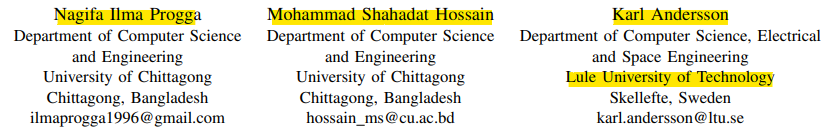 Nagifa Ilma Progga
Department of Computer Science
and Engineering
University of Chittagong
Chittagong, Bangladesh
ilmaprogga1996@gmail.com
Mohammad Shahadat Hossain
Department of Computer Science
and Engineering
University of Chittagong
Chittagong, Bangladesh
hossain_ms@cu.ac.bd
Karl Andersson
Department of Computer Science, Electrical
and Space Engineering
Lule University of Technology
Skellefte, Sweden
karl.andersson@ltu.se